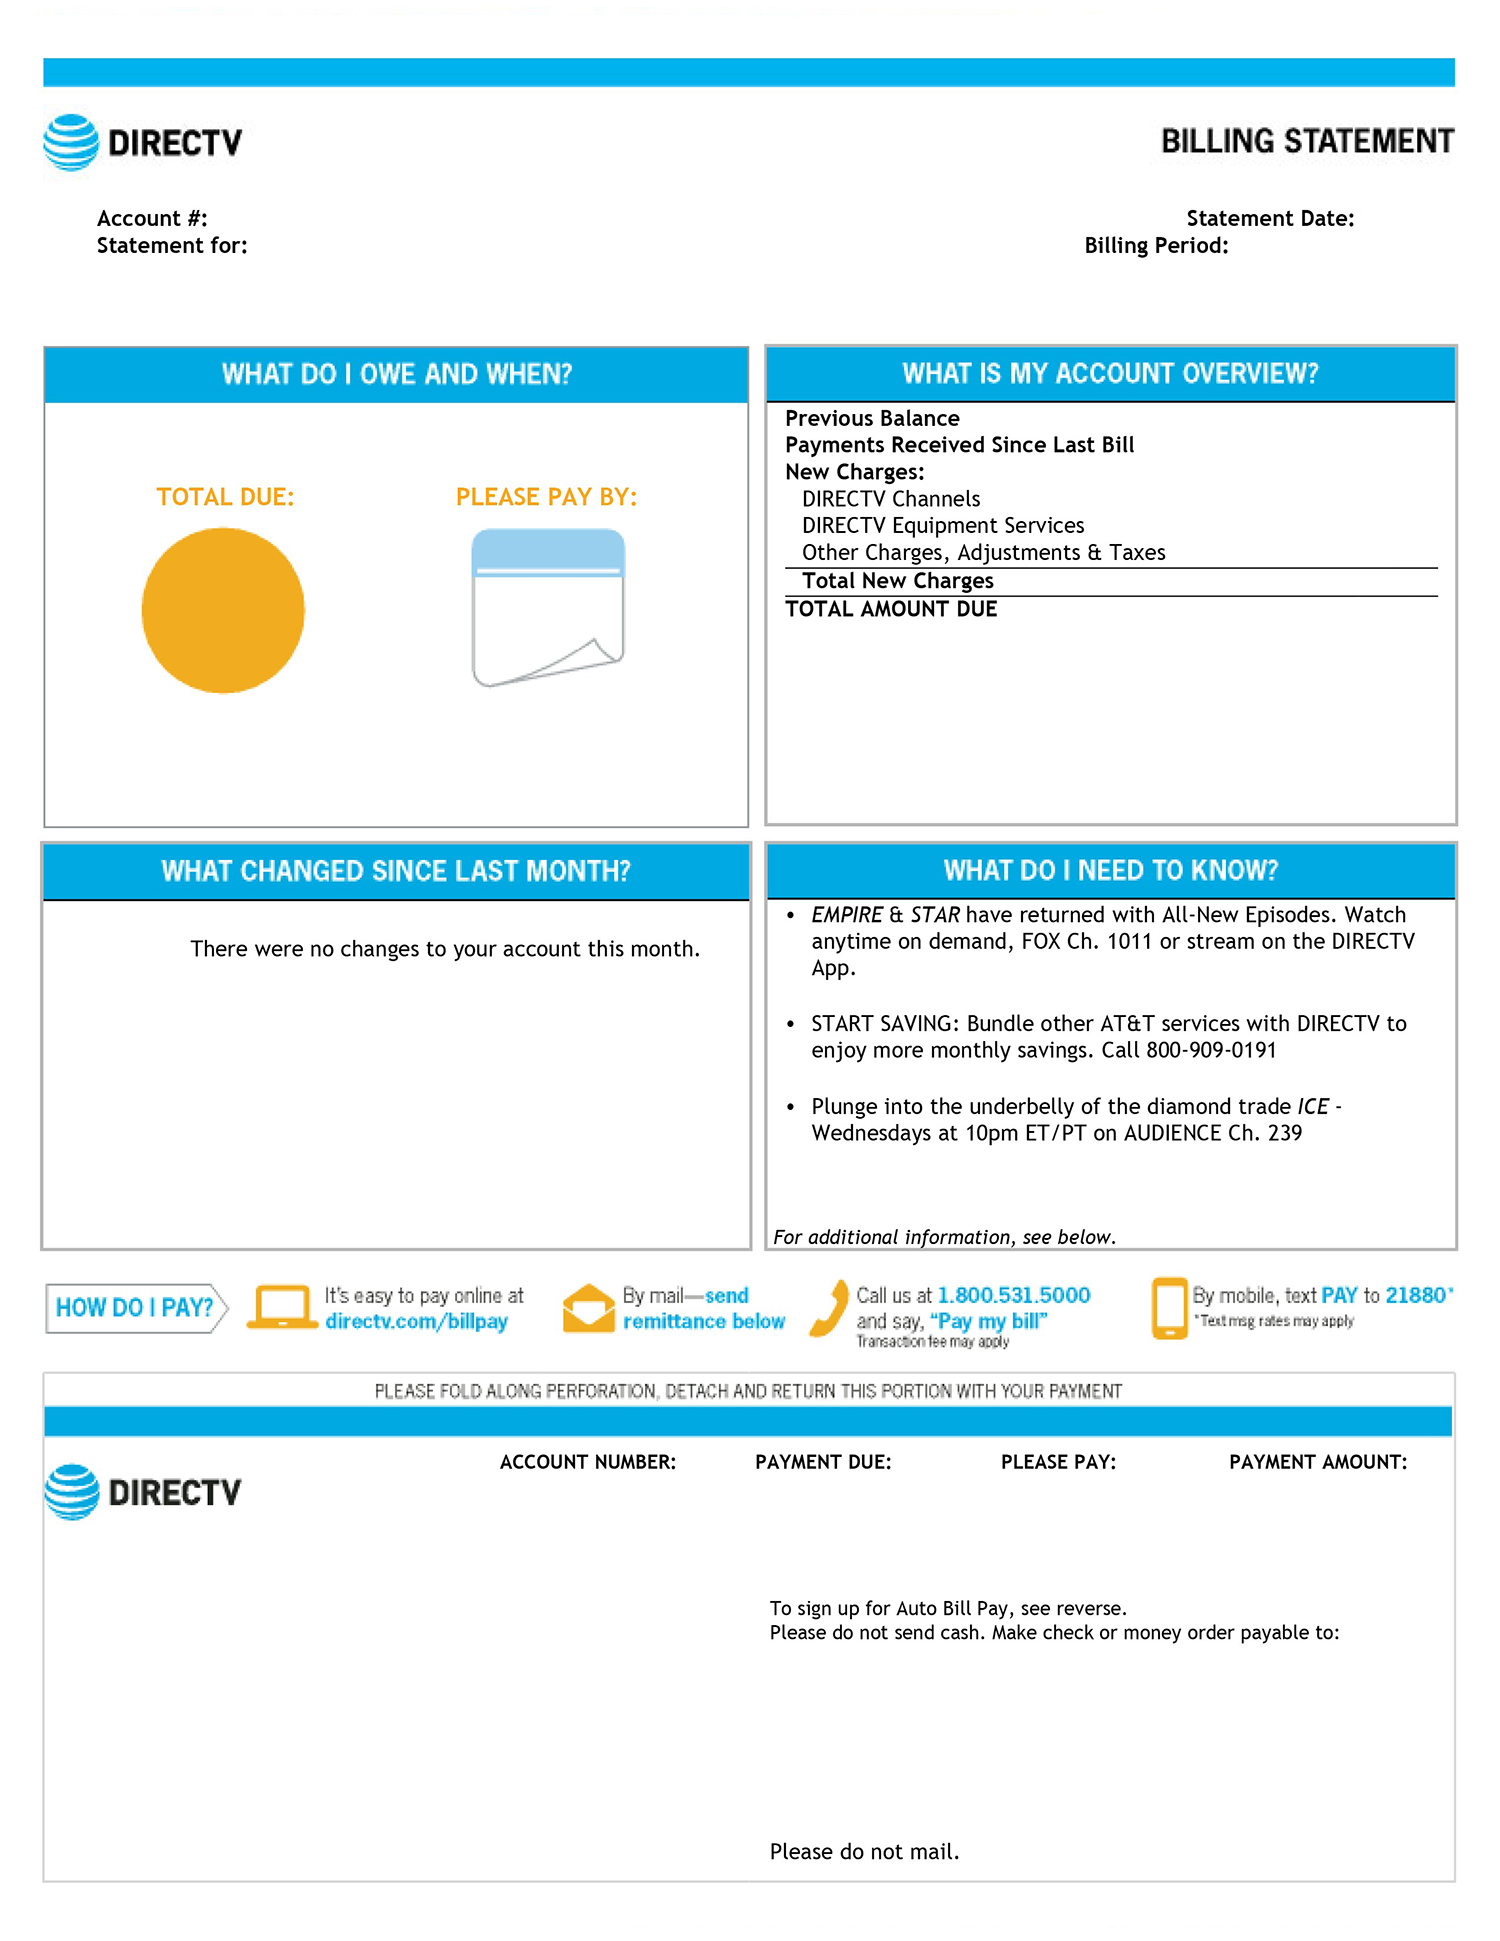 DIRECTV
BILLING STATEMENT
Account #:
Statement for:
Statement Date:
Billing Period:
WHAT DO I OWE AND WHEN?
TOTAL DUE:
PLEASE PAY BY:
WHAT IS MY ACCOUNT OVERVIEW?
Previous Balance
Payments Received Since Last Bill
New Charges:
DIRECTV Channels
DIRECTV Equipment Services
Other Charges, Adjustments & Taxes
Total New Charges
TOTAL AMOUNT DUE
WHAT CHANGED SINCE LAST MONTH?
There were no changes to your account this month.
WHAT DO I NEED TO KNOW?
• EMPIRE & STAR have returned with All-New Episodes. Watch
anytime on demand, FOX Ch. 1011 or stream on the DIRECTV
App.
• START SAVING: Bundle other AT&T services with DIRECTV to
enjoy more monthly savings. Call 800-909-0191
• Plunge into the underbelly of the diamond trade ICE -
Wednesdays at 10pm ET/PT on AUDIENCE Ch. 239
For additional information, see below.
HOW DO I PAY?
It's easy to pay online at
directv.com/billpay
By mail—send
remittance below
Call us at 1.800.531.5000
and say, “Pay my bill”
Transaction fee may apply
By mobile, text PAY to 21880*
*Text msg rates may apply
PLEASE FOLD ALONG PERFORATION, DETACH AND RETURN THIS PORTION WITH YOUR PAYMENT
DIRECTV
ACCOUNT NUMBER:
PAYMENT DUE:
PLEASE PAY:
PAYMENT AMOUNT:
To sign up for Auto Bill Pay, see reverse.
Please do not send cash. Make check or money order payable to:
Please do not mail.